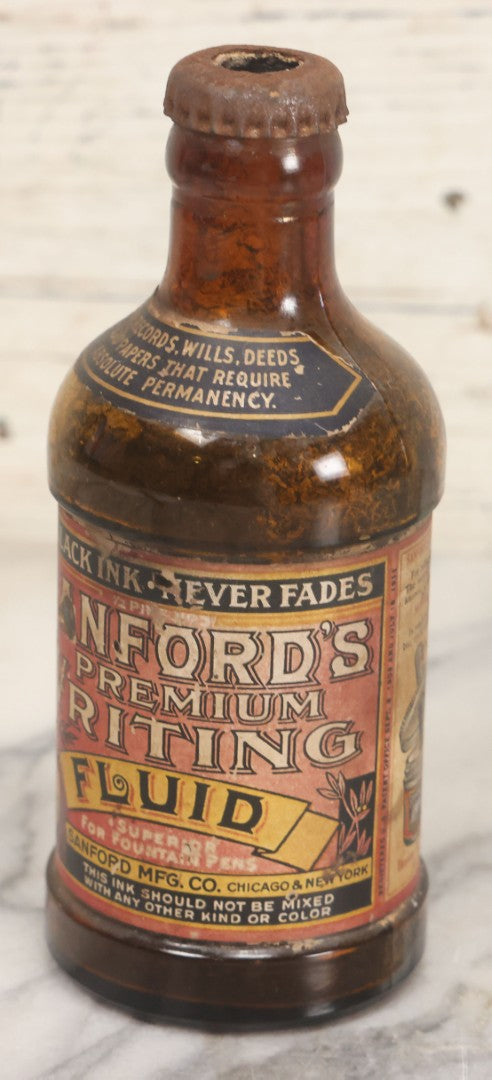 RECORDS, WILLS, DEEDS
PAPERS THAT REQUIRE
ABSOLUTE PERMANENCY.
LACK INK • NEVER FADES
ANFORD'S
PREMIUM
RITING
FLUID
SUPERIOR
FOR FOUNTAIN PENS
SANFORD MFG. CO. CHICAGO & NEW YORK
THIS INK SHOULD NOT BE MIXED
WITH ANY OTHER KIND OR COLOR